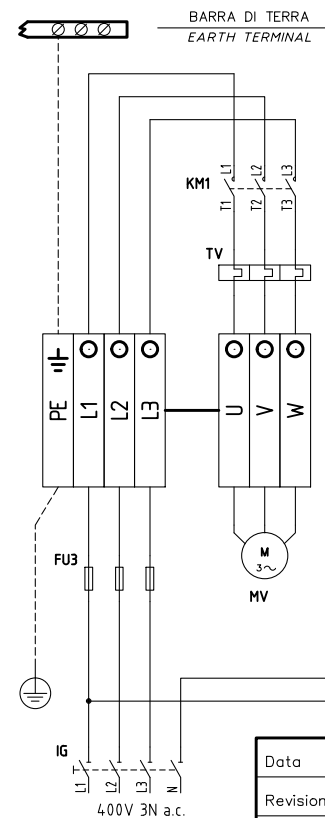 BARRA DI TERRA
EARTH TERMINAL
L1 L2 L3
KM1
T1 T2 T3
TV
PE L1 L2 L3 U V W
FU3
M
3~
MV
IG
L1 L2 L3 N
400V 3N a.c.
Data
Revision